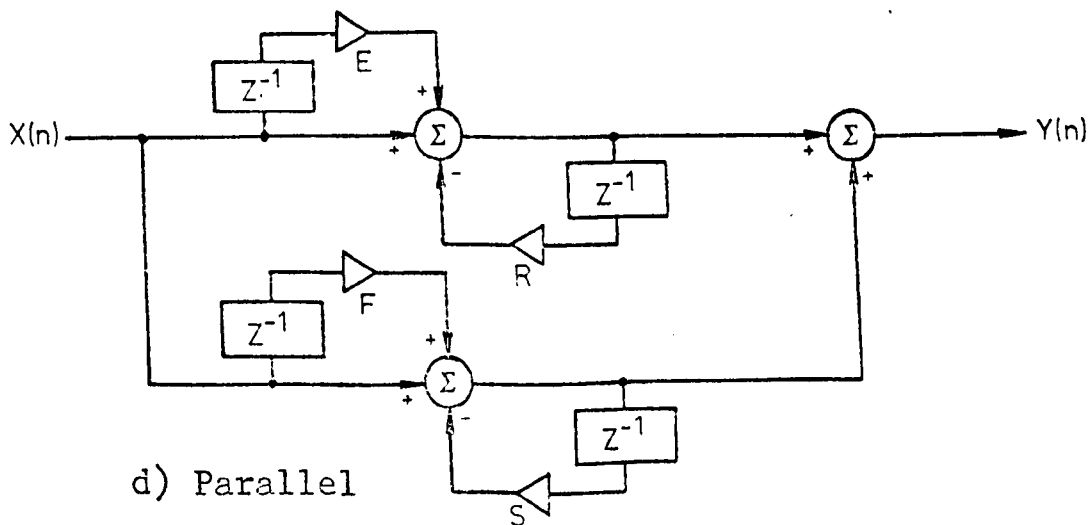 E
Z⁻¹
+
X(n)
+
Σ
+
Σ
Y(n)
-
+
Z⁻¹
R
F
Z⁻¹
+
+
Σ
-
Z⁻¹
S
d) Parallel